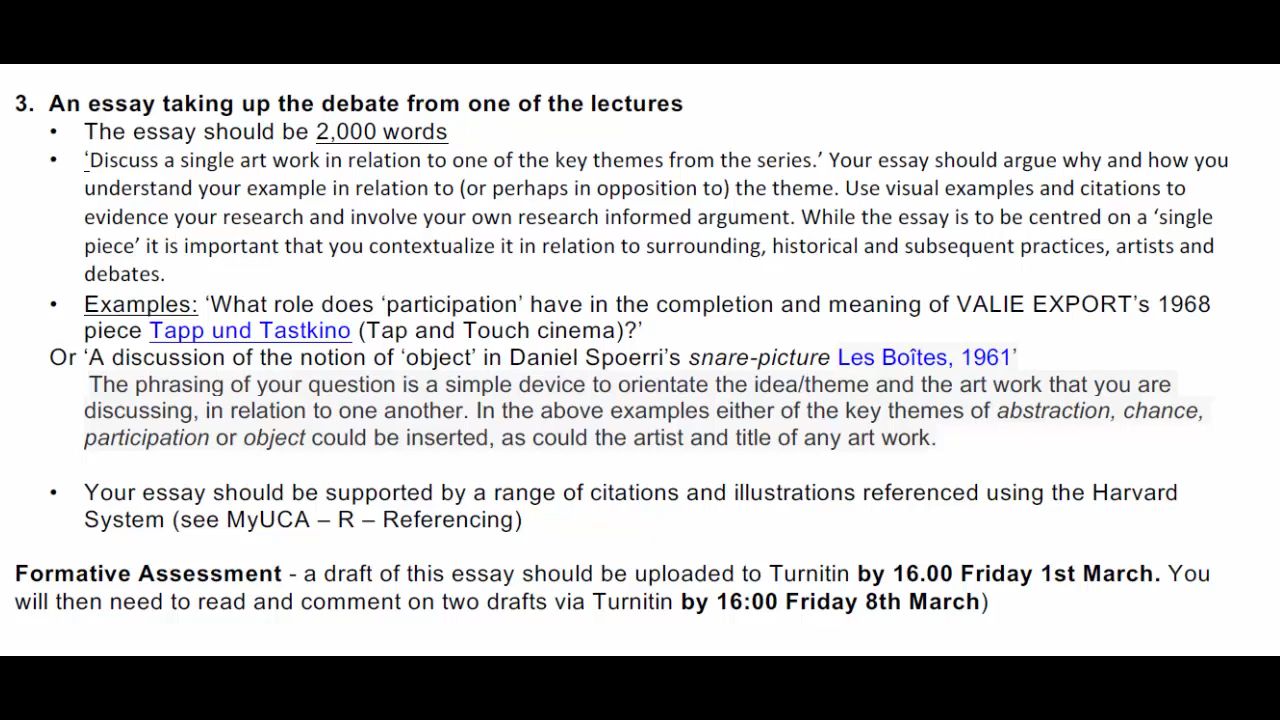 3. An essay taking up the debate from one of the lectures
• The essay should be 2,000 words
• ‘Discuss a single art work in relation to one of the key themes from the series.’ Your essay should argue why and how you
understand your example in relation to (or perhaps in opposition to) the theme. Use visual examples and citations to
evidence your research and involve your own research informed argument. While the essay is to be centred on a ‘single
piece’ it is important that you contextualize it in relation to surrounding, historical and subsequent practices, artists and
debates.
• Examples: ‘What role does ‘participation’ have in the completion and meaning of VALIE EXPORT’s 1968
piece Tapp und Tastkino (Tap and Touch cinema)?’
Or ‘A discussion of the notion of ‘object’ in Daniel Spoerri’s snare-picture Les Boîtes, 1961’
The phrasing of your question is a simple device to orientate the idea/theme and the art work that you are
discussing, in relation to one another. In the above examples either of the key themes of abstraction, chance,
participation or object could be inserted, as could the artist and title of any art work.
• Your essay should be supported by a range of citations and illustrations referenced using the Harvard
System (see MyUCA – R – Referencing)
Formative Assessment - a draft of this essay should be uploaded to Turnitin by 16.00 Friday 1st March. You
will then need to read and comment on two drafts via Turnitin by 16:00 Friday 8th March)